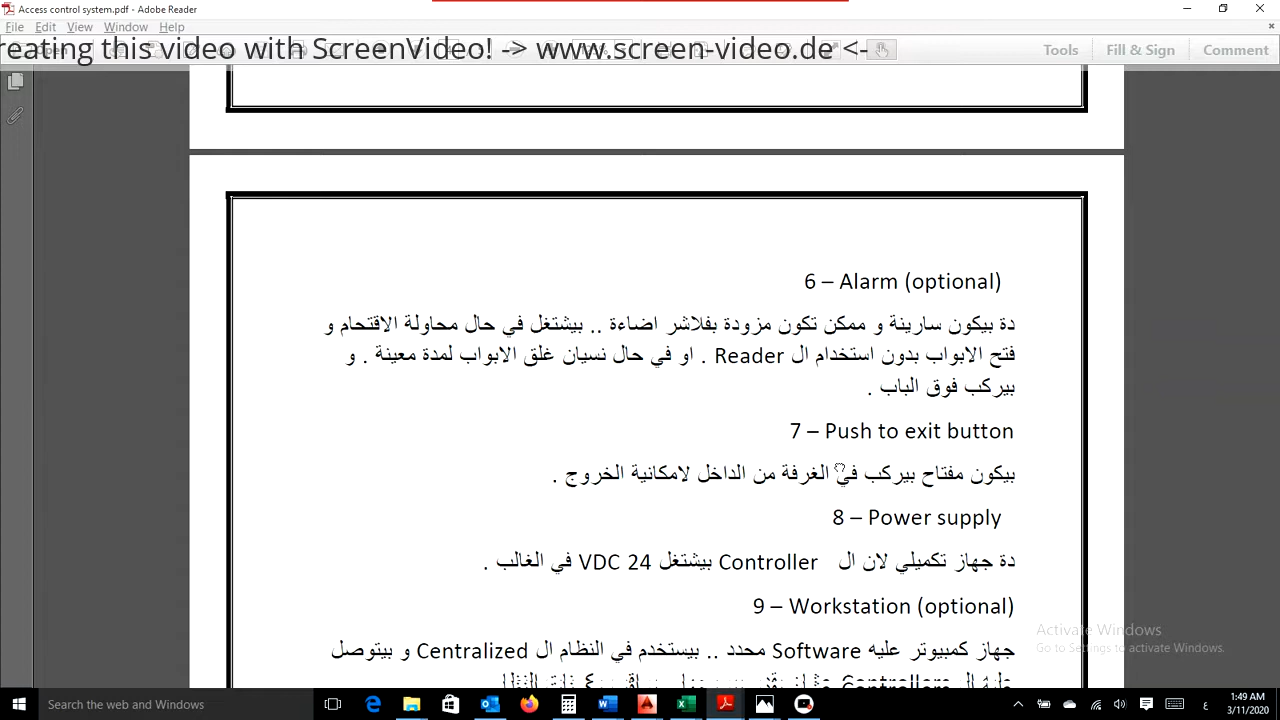 Access control system.pdf - Adobe Reader
File Edit View Window Help
reating this video with ScreenVideo! -> www.screen-video.de <-
Tools Fill & Sign Comment
6 – Alarm (optional)
دة بيكون سارينة و ممكن تكون مزودة بفلاشر اضاءة .. بيشتغل في حال محاولة الاقتحام و
فتح الابواب بدون استخدام ال Reader . او في حال نسيان غلق الابواب لمدة معينة . و
بيركب فوق الباب .
7 – Push to exit button
بيكون مفتاح بيركب في الغرفة من الداخل لامكانية الخروج .
8 – Power supply
دة جهاز تكميلي لان ال Controller بيشتغل 24 VDC في الغالب .
9 – Workstation (optional)
جهاز كمبيوتر عليه Software محدد .. بيستخدم في النظام ال Centralized و بيتوصل
عليه ال Controllers
Activate Windows
Go to Settings to activate Windows.
Search the web and Windows
1:49 AM
3/11/2020